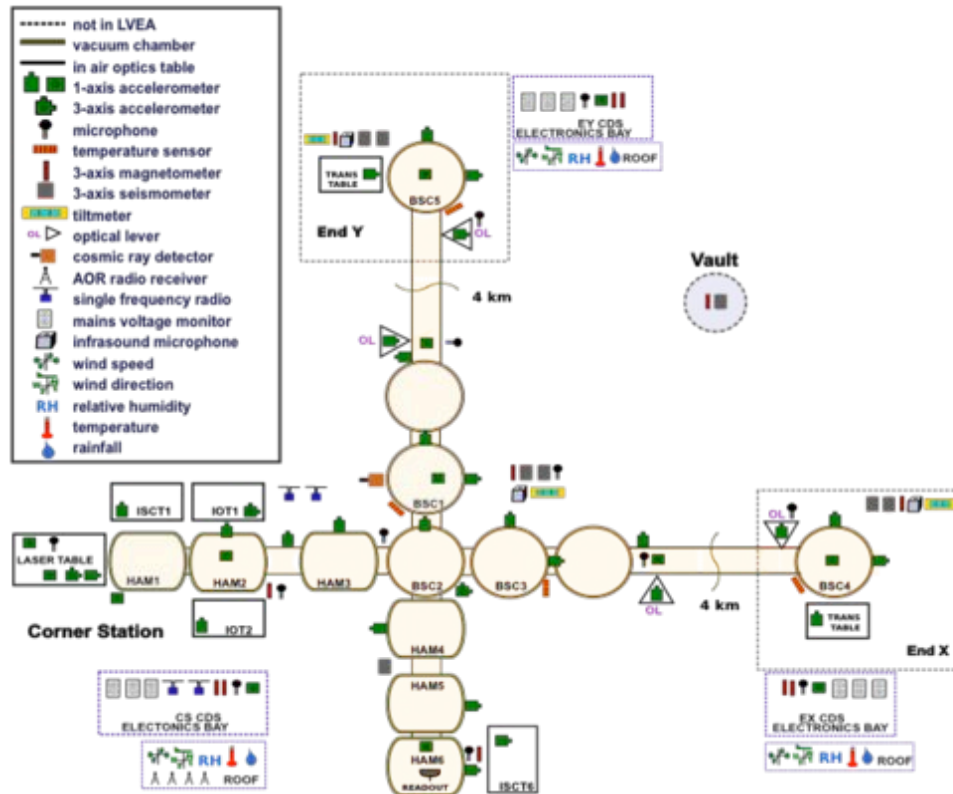 not in LVEA
vacuum chamber
in air optics table
1-axis accelerometer
3-axis accelerometer
microphone
temperature sensor
3-axis magnetometer
3-axis seismometer
tiltmeter
OL optical lever
cosmic ray detector
AOR radio receiver
single frequency radio
mains voltage monitor
infrasound microphone
wind speed
wind direction
RH relative humidity
temperature
rainfall
EY CDS
ELECTRONICS BAY
RH ROOF
TRANS
TABLE
BSC5
OL
End Y
Vault
4 km
OL
BSC1
ISCT1
IOT1
LASER TABLE
HAM1
HAM2
HAM3
BSC2
BSC3
OL
4 km
OL
BSC4
TRANS
TABLE
End X
IOT2
Corner Station
HAM4
HAM5
HAM6
READOUT
ISCT6
CS CDS
ELECTONICS BAY
RH
ROOF
EX CDS
ELECTRONICS BAY
RH ROOF